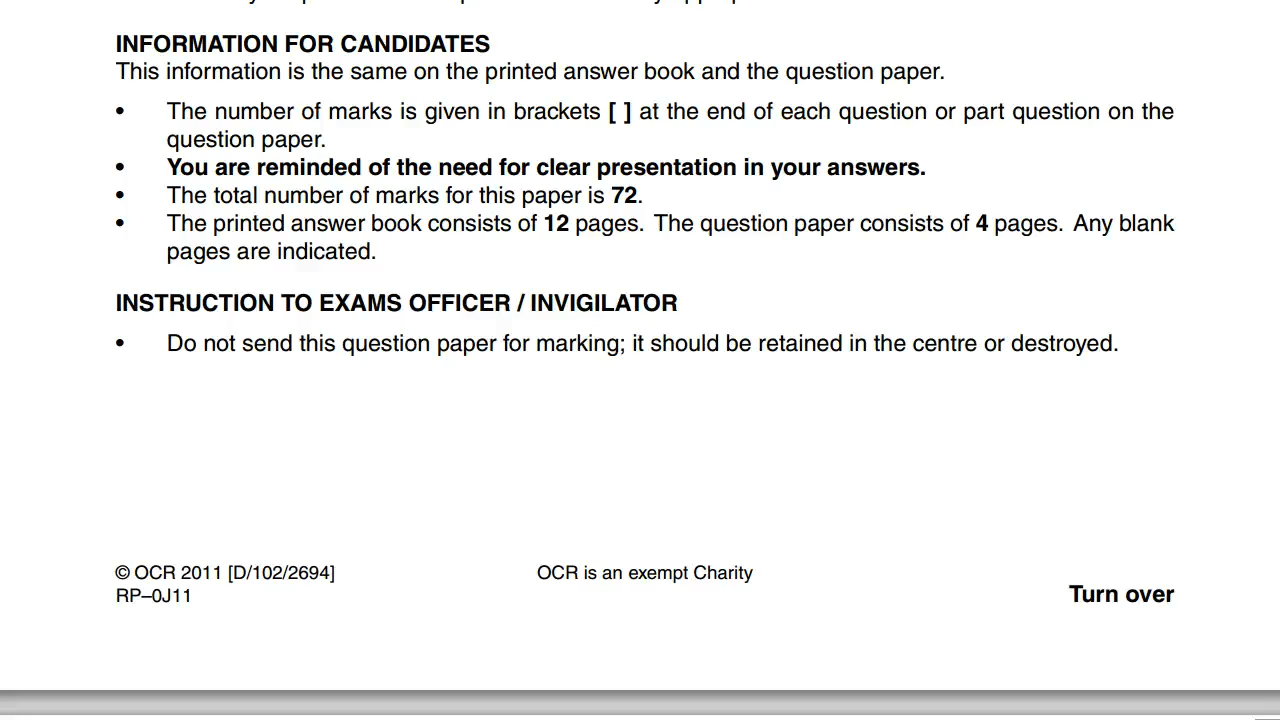 INFORMATION FOR CANDIDATES
This information is the same on the printed answer book and the question paper.
• The number of marks is given in brackets [ ] at the end of each question or part question on the
question paper.
• You are reminded of the need for clear presentation in your answers.
• The total number of marks for this paper is 72.
• The printed answer book consists of 12 pages. The question paper consists of 4 pages. Any blank
pages are indicated.
INSTRUCTION TO EXAMS OFFICER / INVIGILATOR
• Do not send this question paper for marking; it should be retained in the centre or destroyed.
© OCR 2011 [D/102/2694]
OCR is an exempt Charity
RP–0J11
Turn over